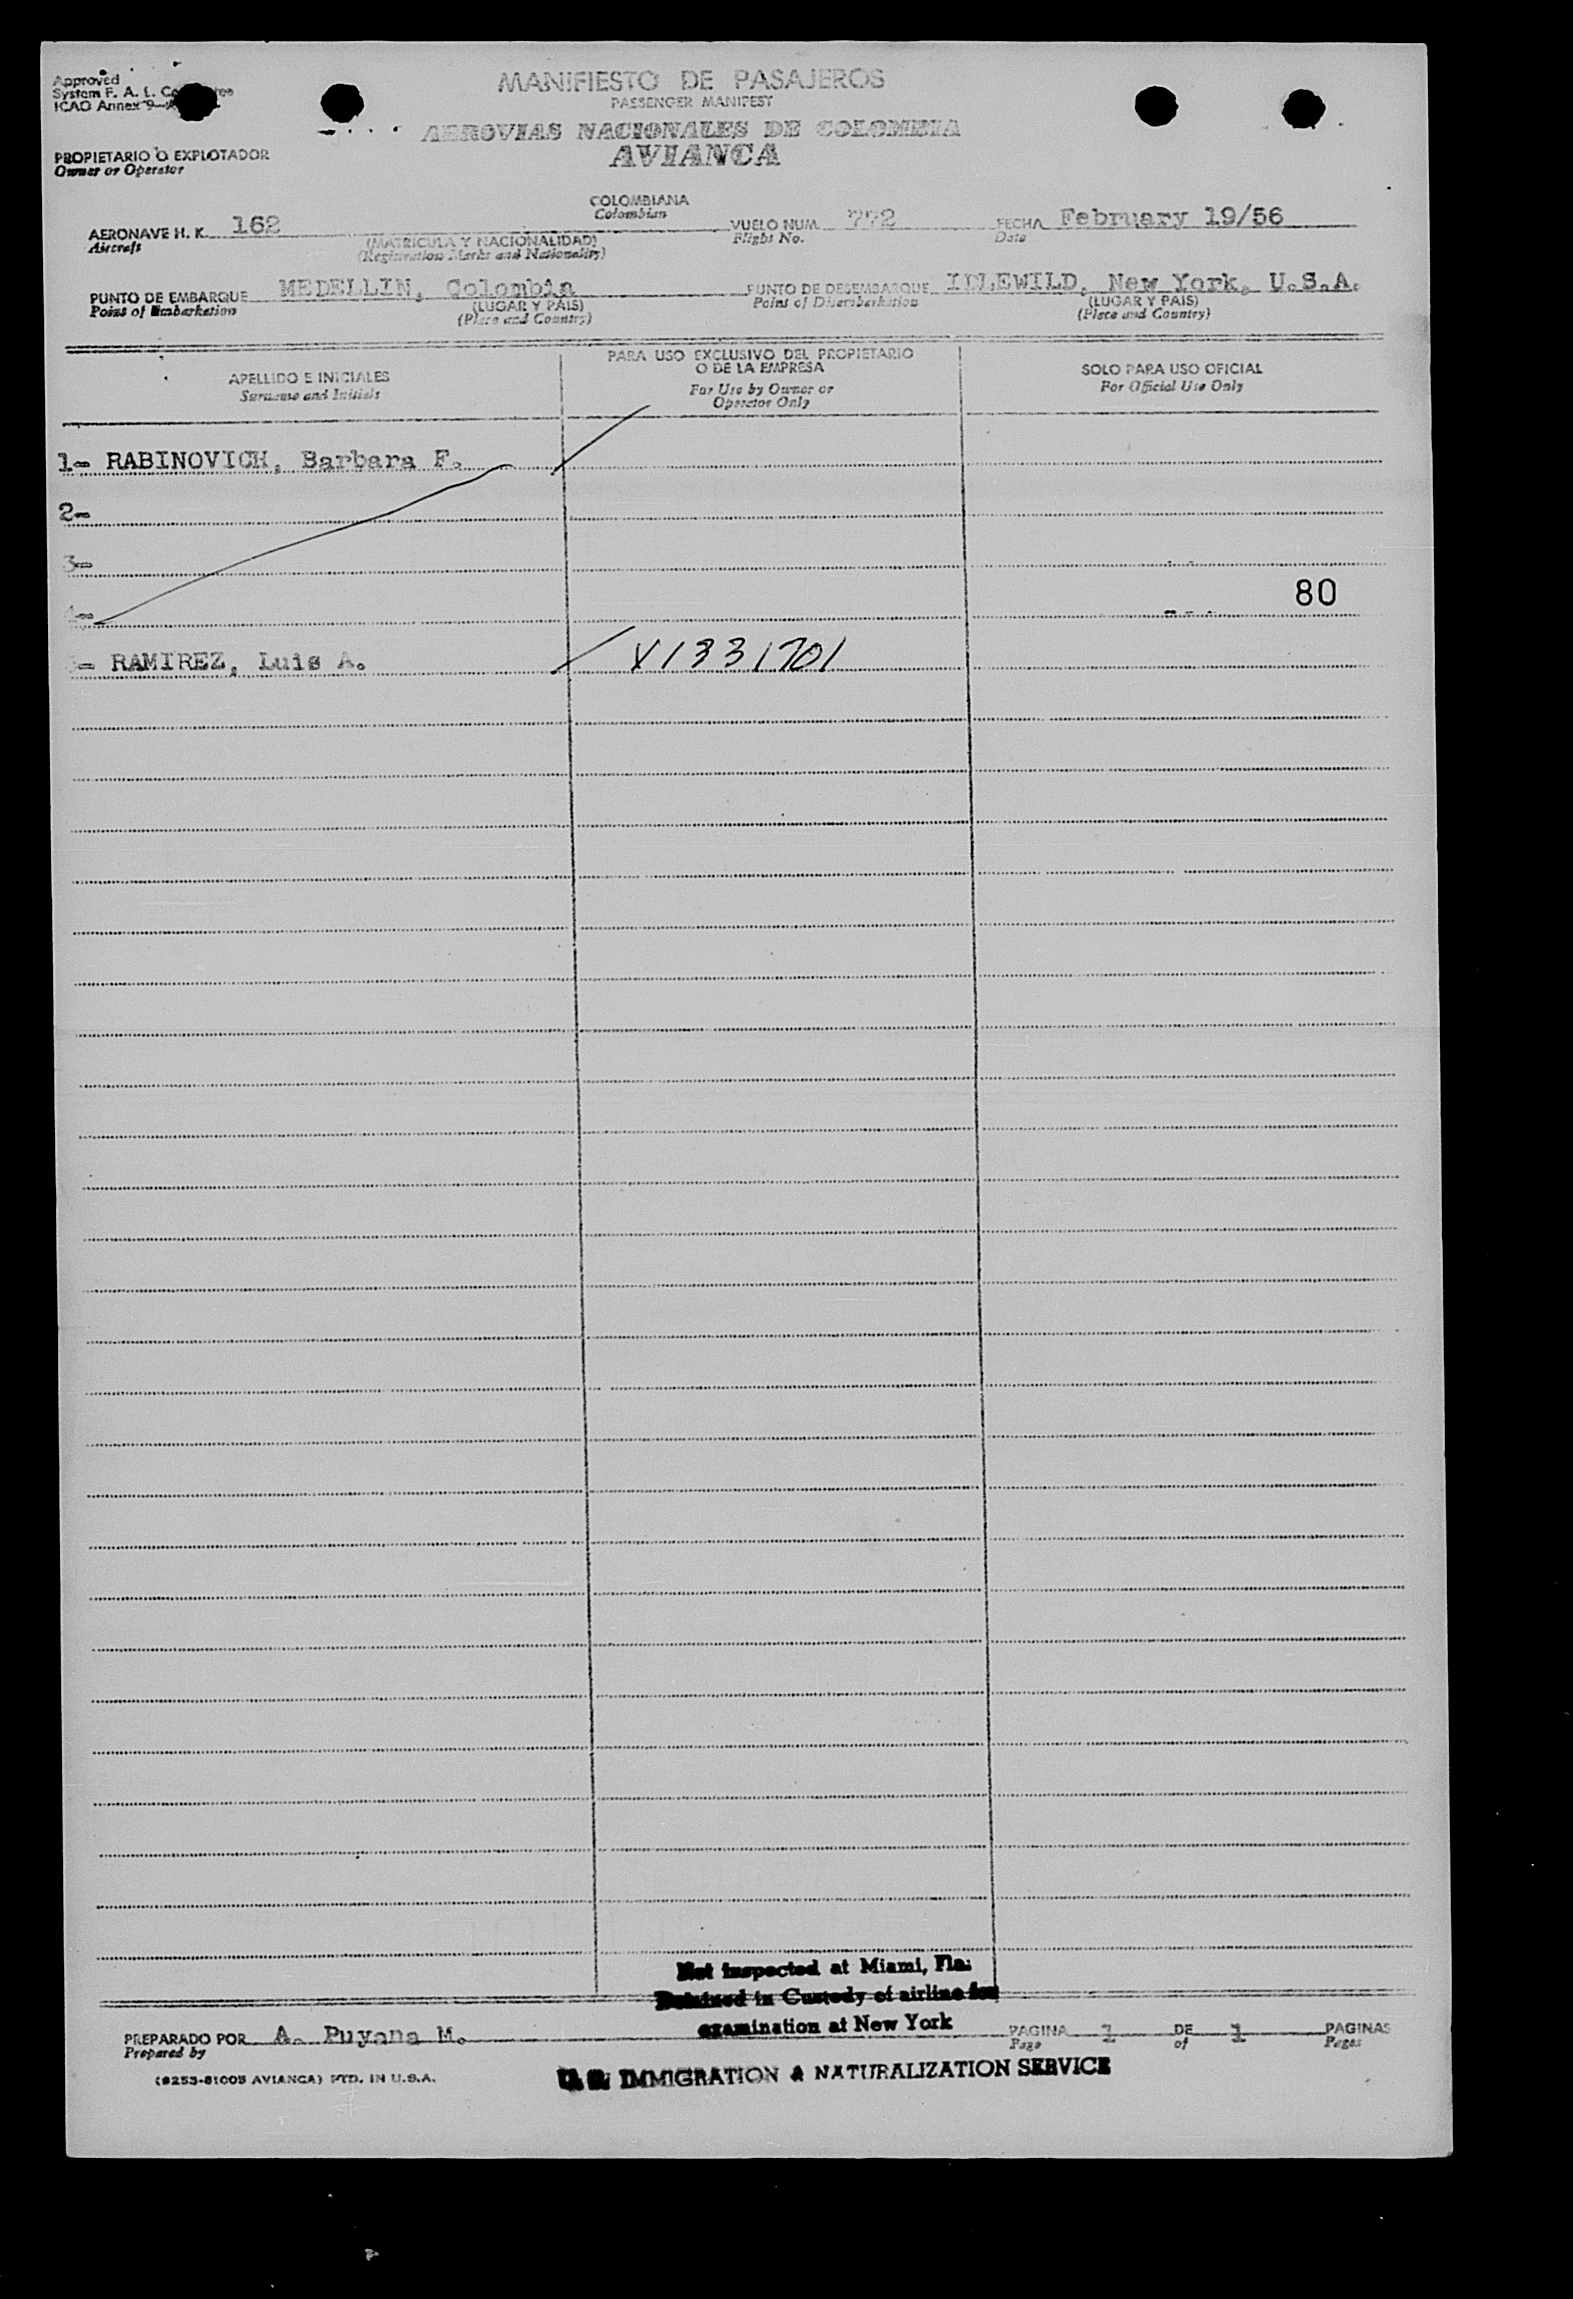 Approved
System F. A. L.
ICAO Annex 9
MANIFIESTO DE PASAJEROS
PASSENGER MANIFEST
AEROVIAS NACIONALES DE COLOMBIA
AVIANCA
PROPIETARIO O EXPLOTADOR
Owner or Operator
COLOMBIANA
Colombian
AERONAVE H. K. 162 VUELO NUM. 772 FECHA February 19/56
Aircraft (MATRICULA Y NACIONALIDAD) Flight No. Date
(Registration Marks and Nationality)
PUNTO DE EMBARQUE MEDELLIN, Colombia PUNTO DE DESEMBARQUE IDLEWILD, New York, U.S.A.
Point of Embarkation (LUGAR Y PAIS) Point of Disembarkation (LUGAR Y PAIS)
(Place and Country) (Place and Country)
APELLIDO E INICIALES
Surname and Initials
PARA USO EXCLUSIVO DEL PROPIETARIO
O DE LA EMPRESA
For Use by Owner or
Operator Only
SOLO PARA USO OFICIAL
For Official Use Only
1- RABINOVICH, Barbara F.
2-
3-
4-
80
- RAMIREZ, Luis A. V1331701
Not inspected at Miami, Fla.
Detained in Custody of airline for
examination at New York
PREPARADO POR A. Puyana M. PAGINA 1 DE 1 PAGINAS
Prepared by Page of Pages
(8253-81005 AVIANCA) PTD. IN U.S.A.
U. S. IMMIGRATION & NATURALIZATION SERVICE